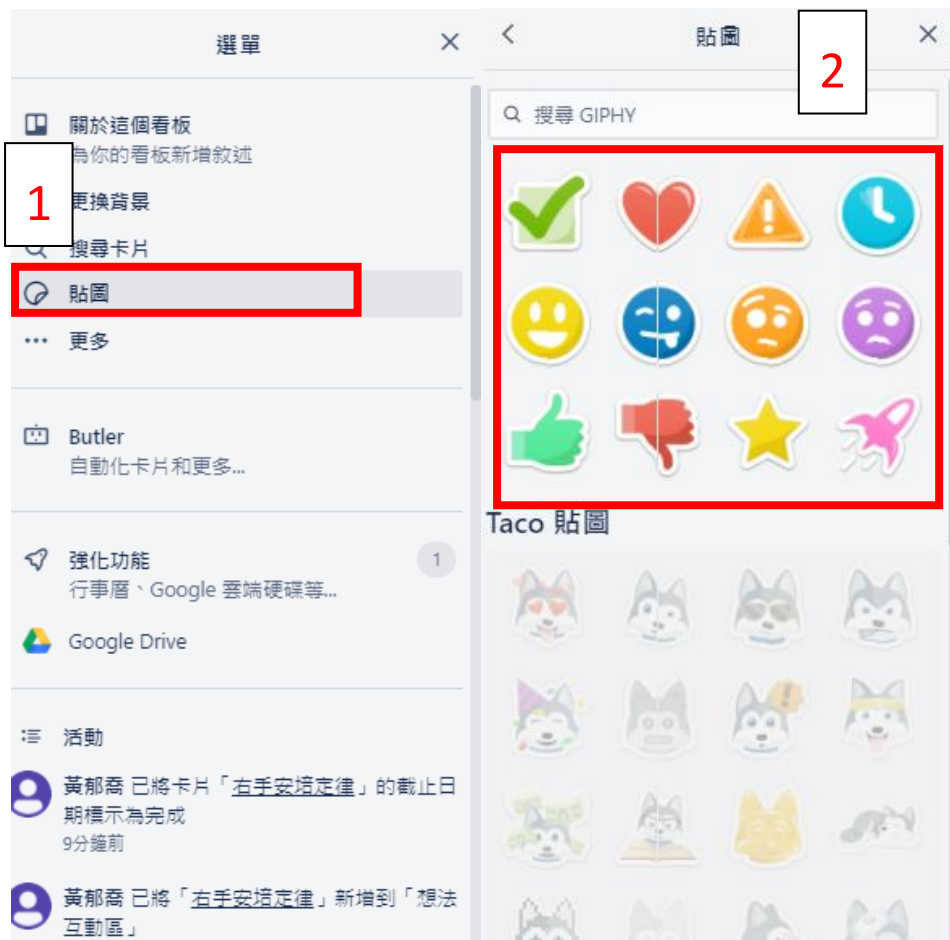 選單
關於這個看板
為你的看板新增敘述
1
更換背景
搜尋卡片
貼圖
更多
Butler
自動化卡片和更多...
強化功能
1
行事曆、Google 雲端硬碟等...
Google Drive
活動
黃郁喬 已將卡片「右手安培定律」的截止日
期標示為完成
9分鐘前
黃郁喬 已將「右手安培定律」新增到「想法
互動區」
貼圖
2
搜尋 GIPHY
Taco 貼圖